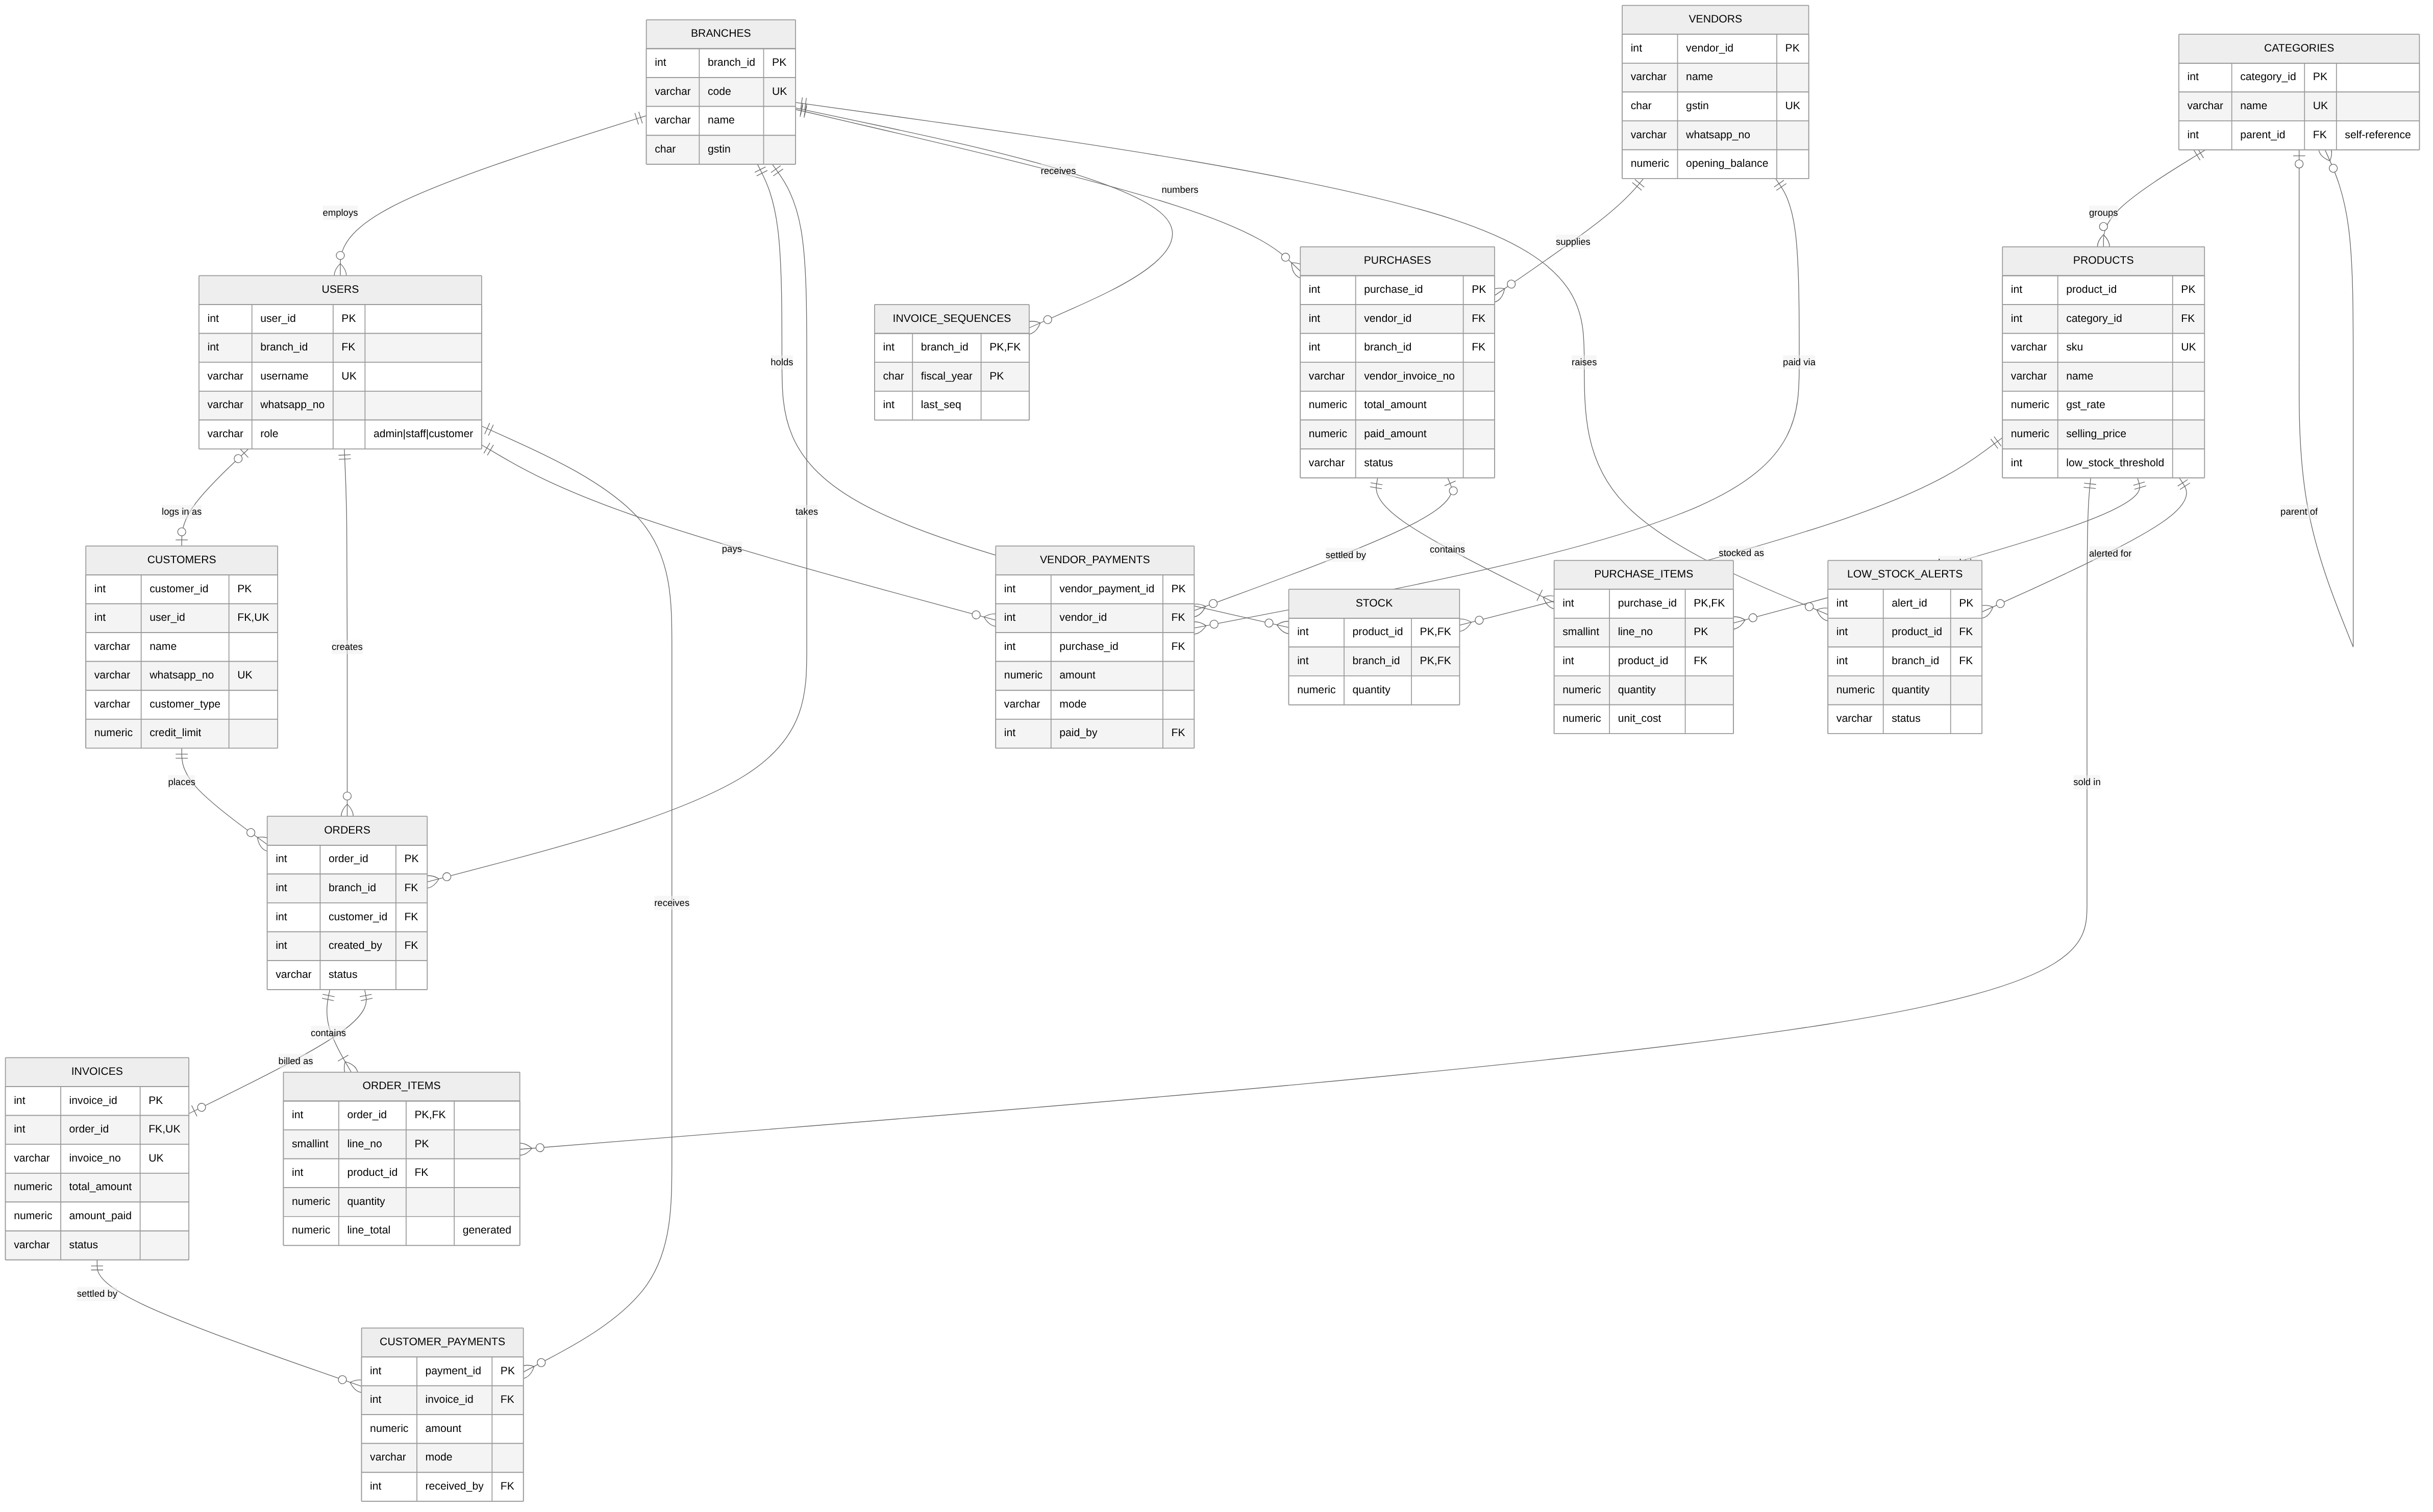 BRANCHES
int branch_id PK
varchar code UK
varchar name
char gstin
VENDORS
int vendor_id PK
varchar name
char gstin UK
varchar whatsapp_no
numeric opening_balance
CATEGORIES
int category_id PK
varchar name UK
int parent_id FK self-reference
receives
numbers
employs
groups
supplies
USERS
int user_id PK
int branch_id FK
varchar username UK
varchar whatsapp_no
varchar role admin|staff|customer
INVOICE_SEQUENCES
int branch_id PK,FK
char fiscal_year PK
int last_seq
PURCHASES
int purchase_id PK
int vendor_id FK
int branch_id FK
varchar vendor_invoice_no
numeric total_amount
numeric paid_amount
varchar status
PRODUCTS
int product_id PK
int category_id FK
varchar sku UK
varchar name
numeric gst_rate
numeric selling_price
int low_stock_threshold
holds
raises
paid via
logs in as
takes
parent of
pays
contains
settled by
stocked as
alerted for
CUSTOMERS
int customer_id PK
int user_id FK,UK
varchar name
varchar whatsapp_no UK
varchar customer_type
numeric credit_limit
creates
VENDOR_PAYMENTS
int vendor_payment_id PK
int vendor_id FK
int purchase_id FK
numeric amount
varchar mode
int paid_by FK
STOCK
int product_id PK,FK
int branch_id PK,FK
numeric quantity
PURCHASE_ITEMS
int purchase_id PK,FK
smallint line_no PK
int product_id FK
numeric quantity
numeric unit_cost
LOW_STOCK_ALERTS
int alert_id PK
int product_id FK
int branch_id FK
numeric quantity
varchar status
places
sold in
ORDERS
int order_id PK
int branch_id FK
int customer_id FK
int created_by FK
varchar status
receives
contains
billed as
INVOICES
int invoice_id PK
int order_id FK,UK
varchar invoice_no UK
numeric total_amount
numeric amount_paid
varchar status
ORDER_ITEMS
int order_id PK,FK
smallint line_no PK
int product_id FK
numeric quantity
numeric line_total generated
settled by
CUSTOMER_PAYMENTS
int payment_id PK
int invoice_id FK
numeric amount
varchar mode
int received_by FK